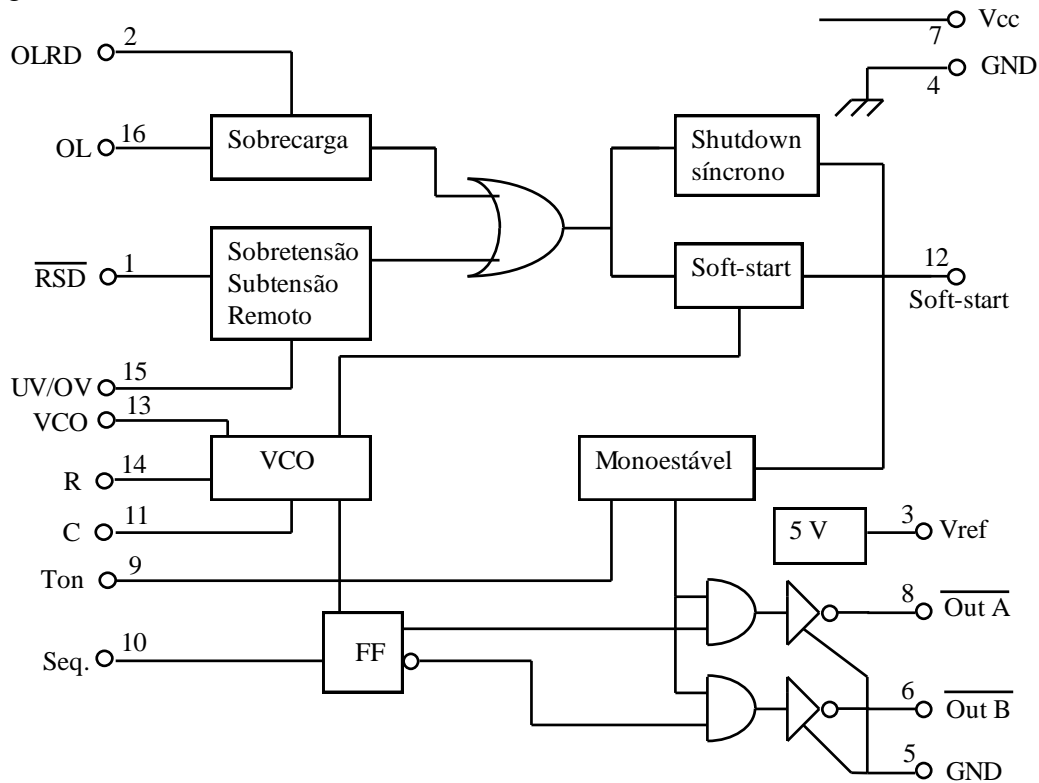 Vcc
7
GND
4
OLRD
2
OL
16
Sobrecarga
Shutdown
síncrono
RSD
1
Sobretensão
Subtensão
Remoto
Soft-start
12
Soft-start
UV/OV
15
VCO
13
VCO
R
14
C
11
Monoestável
5 V
3
Vref
Ton
9
8
Out A
Seq.
10
FF
6
Out B
5
GND